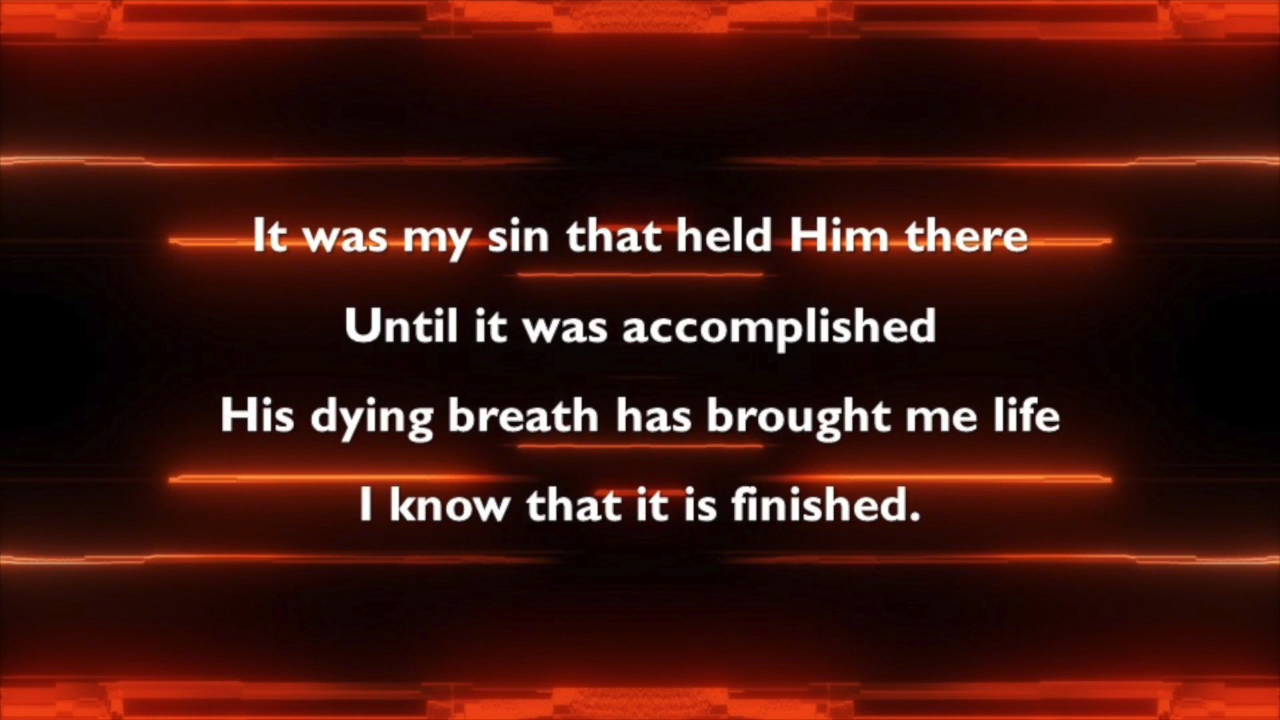 It was my sin that held Him there
Until it was accomplished
His dying breath has brought me life
I know that it is finished.